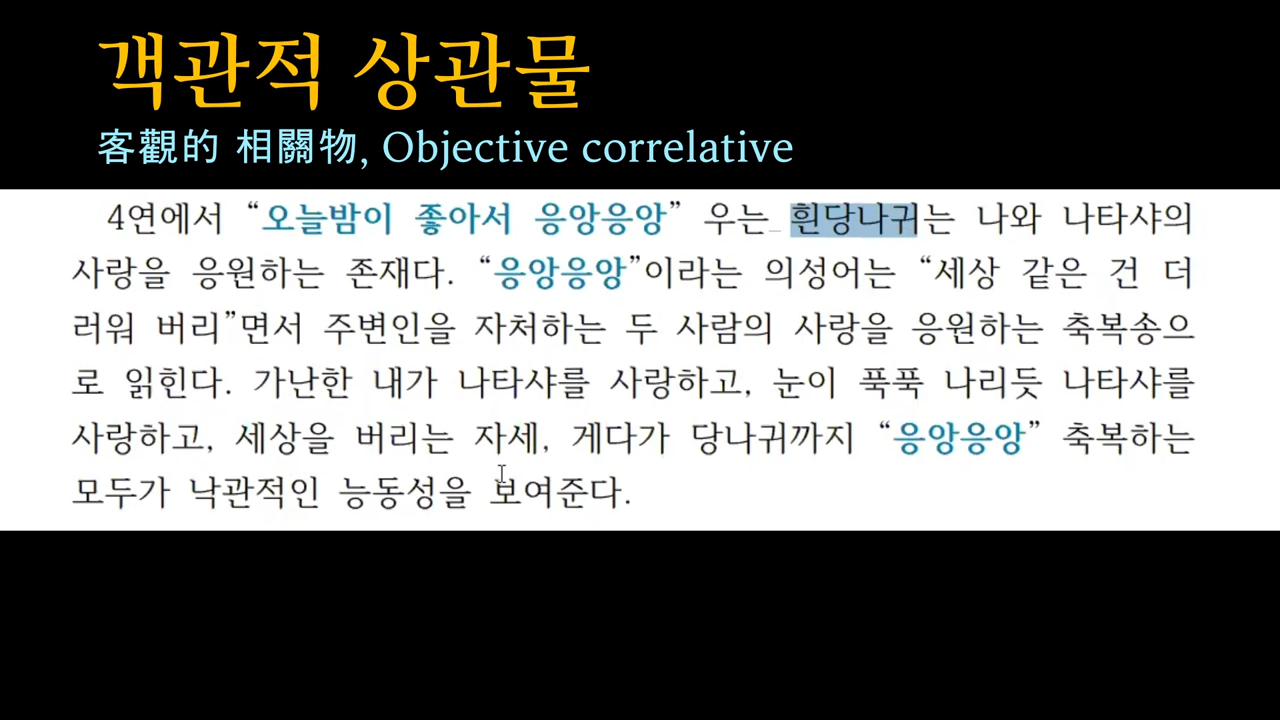 객관적 상관물
客觀的 相關物, Objective correlative
4연에서 “오늘밤이 좋아서 응앙응앙” 우는 흰당나귀는 나와 나타샤의
사랑을 응원하는 존재다. “응앙응앙”이라는 의성어는 “세상 같은 건 더
러워 버리”면서 주변인을 자처하는 두 사람의 사랑을 응원하는 축복송으
로 읽힌다. 가난한 내가 나타샤를 사랑하고, 눈이 푹푹 나리듯 나타샤를
사랑하고, 세상을 버리는 자세, 게다가 당나귀까지 “응앙응앙” 축복하는
모두가 낙관적인 능동성을 보여준다.